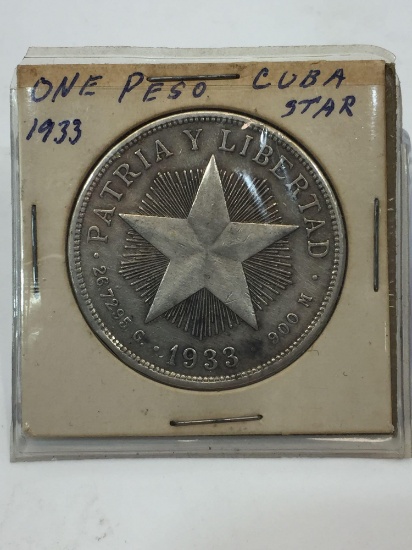 ONE PESO CUBA
1933 STAR
PATRIA Y LIBERTAD
26.7295 G. 1933 900 M